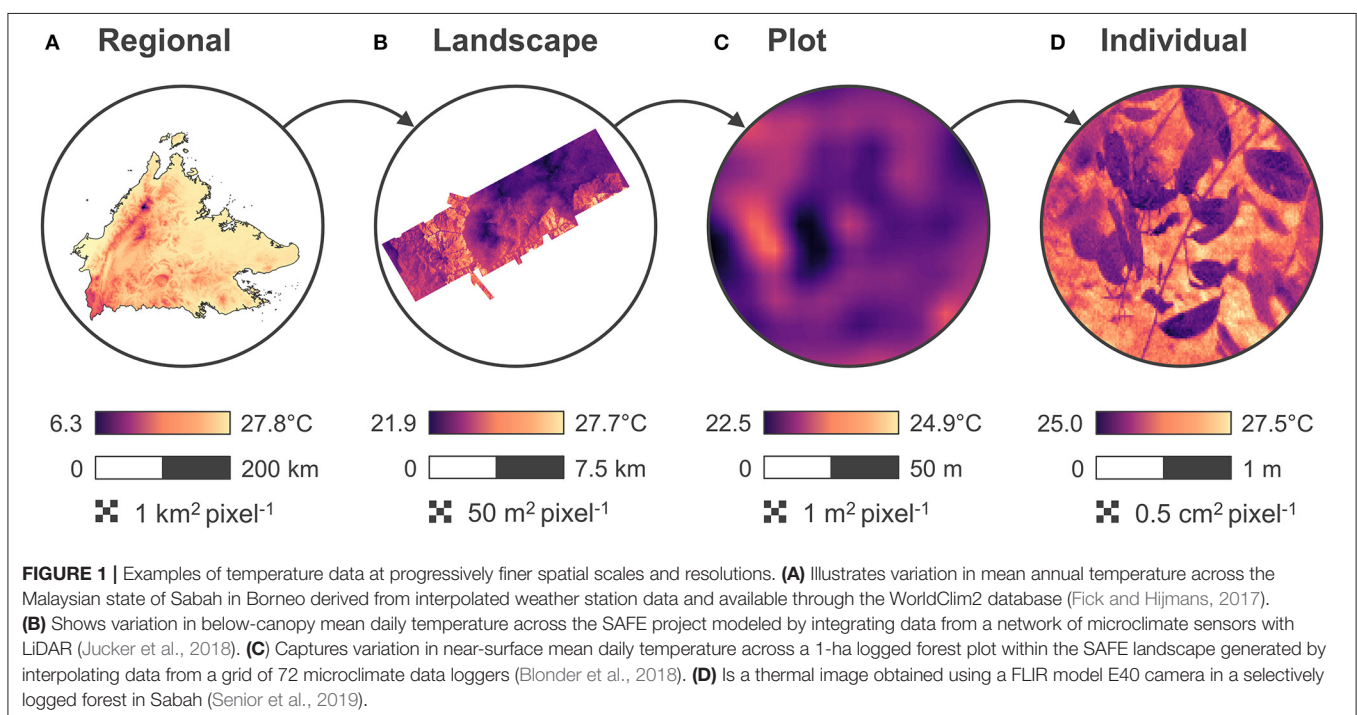 A Regional B Landscape C Plot D Individual
6.3 27.8°C 21.9 27.7°C 22.5 24.9°C 25.0 27.5°C
0 200 km 0 7.5 km 0 50 m 0 1 m
1 km² pixel⁻¹ 50 m² pixel⁻¹ 1 m² pixel⁻¹ 0.5 cm² pixel⁻¹
FIGURE 1 | Examples of temperature data at progressively finer spatial scales and resolutions. (A) Illustrates variation in mean annual temperature across the
Malaysian state of Sabah in Borneo derived from interpolated weather station data and available through the WorldClim2 database (Fick and Hijmans, 2017).
(B) Shows variation in below-canopy mean daily temperature across the SAFE project modeled by integrating data from a network of microclimate sensors with
LiDAR (Jucker et al., 2018). (C) Captures variation in near-surface mean daily temperature across a 1-ha logged forest plot within the SAFE landscape generated by
interpolating data from a grid of 72 microclimate data loggers (Blonder et al., 2018). (D) Is a thermal image obtained using a FLIR model E40 camera in a selectively
logged forest in Sabah (Senior et al., 2019).